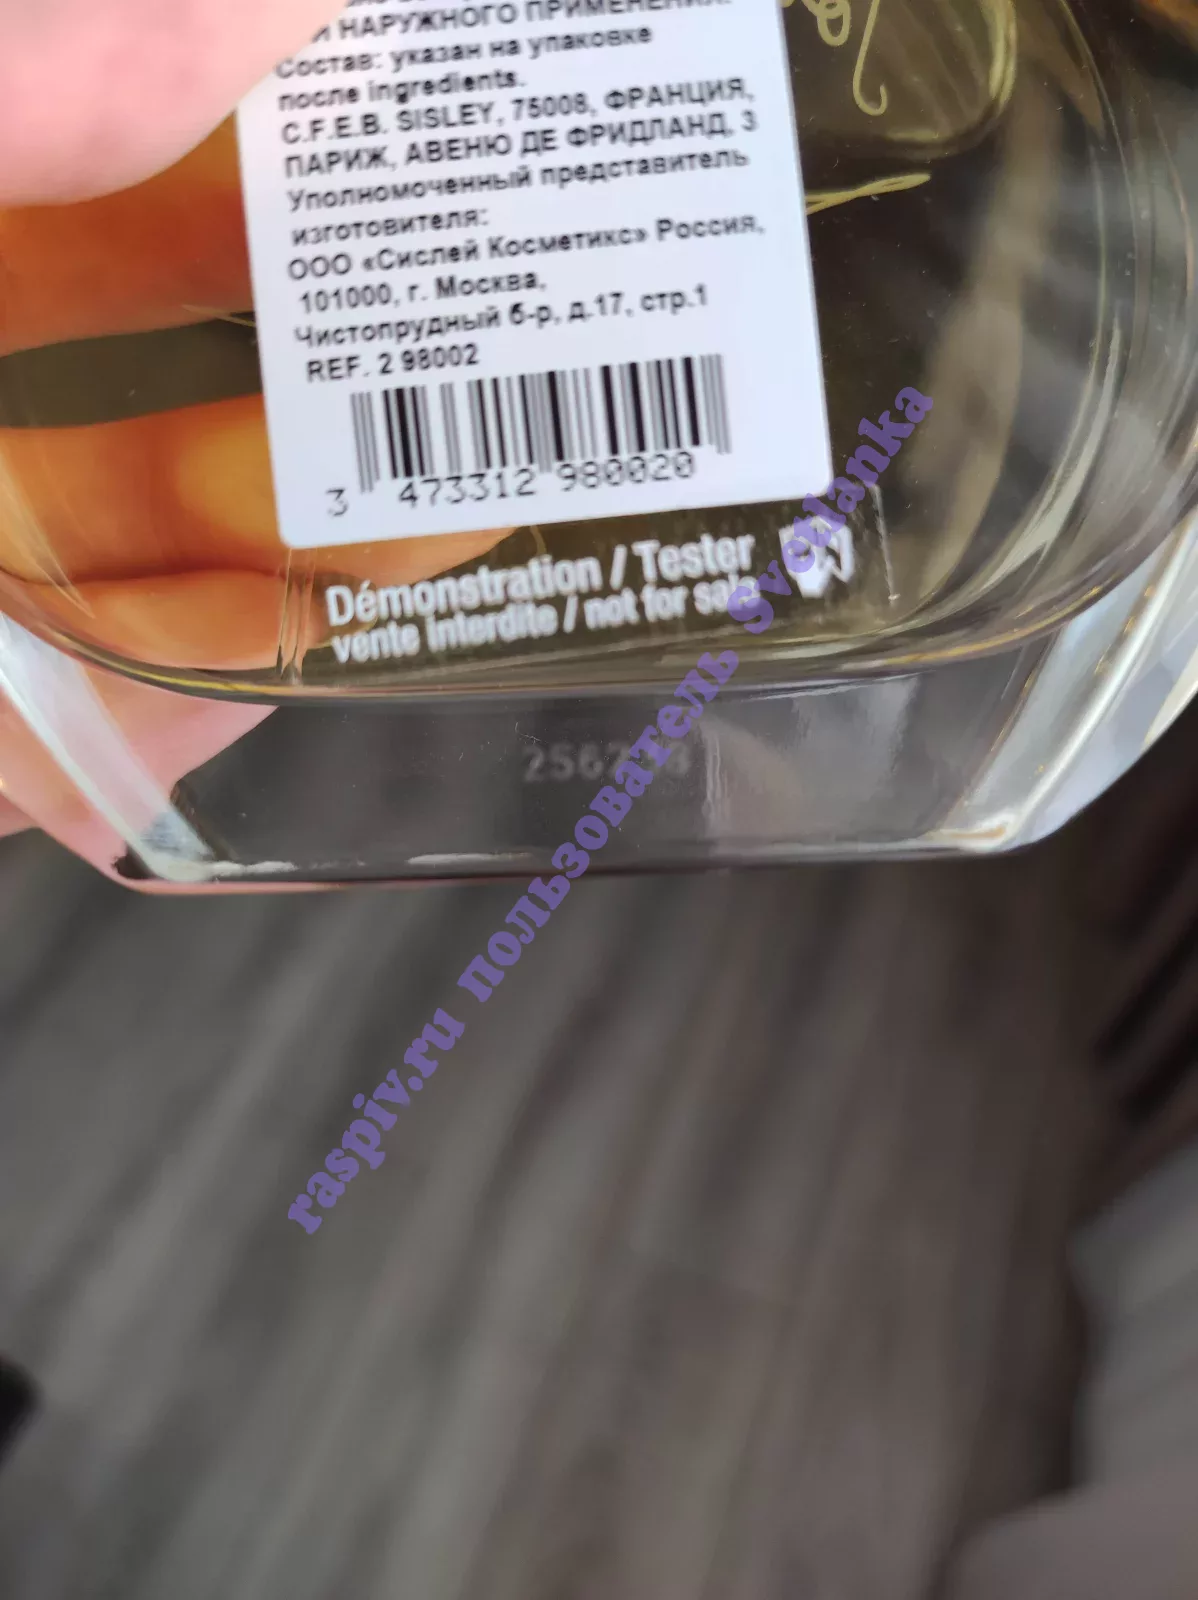 НАРУЖНОГО ПРИМЕНЕНИЯ.
Состав: указан на упаковке
после ingredients.
C.F.E.B. SISLEY, 75008, ФРАНЦИЯ,
ПАРИЖ, АВЕНЮ ДЕ ФРИДЛАНД, 3
Уполномоченный представитель
изготовителя:
ООО «Сислей Косметикс» Россия,
101000, г. Москва,
Чистопрудный б-р, д.17, стр.1
REF. 2 98002
3 473312 980020
Démonstration / Tester
vente interdite / not for sale
raspiv.ru пользователь Svetlanka